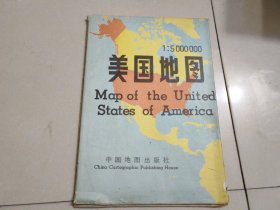 1:5000000
美国地图
Map of the United
States of America
中国地图出版社
China Cartographic Publishing House